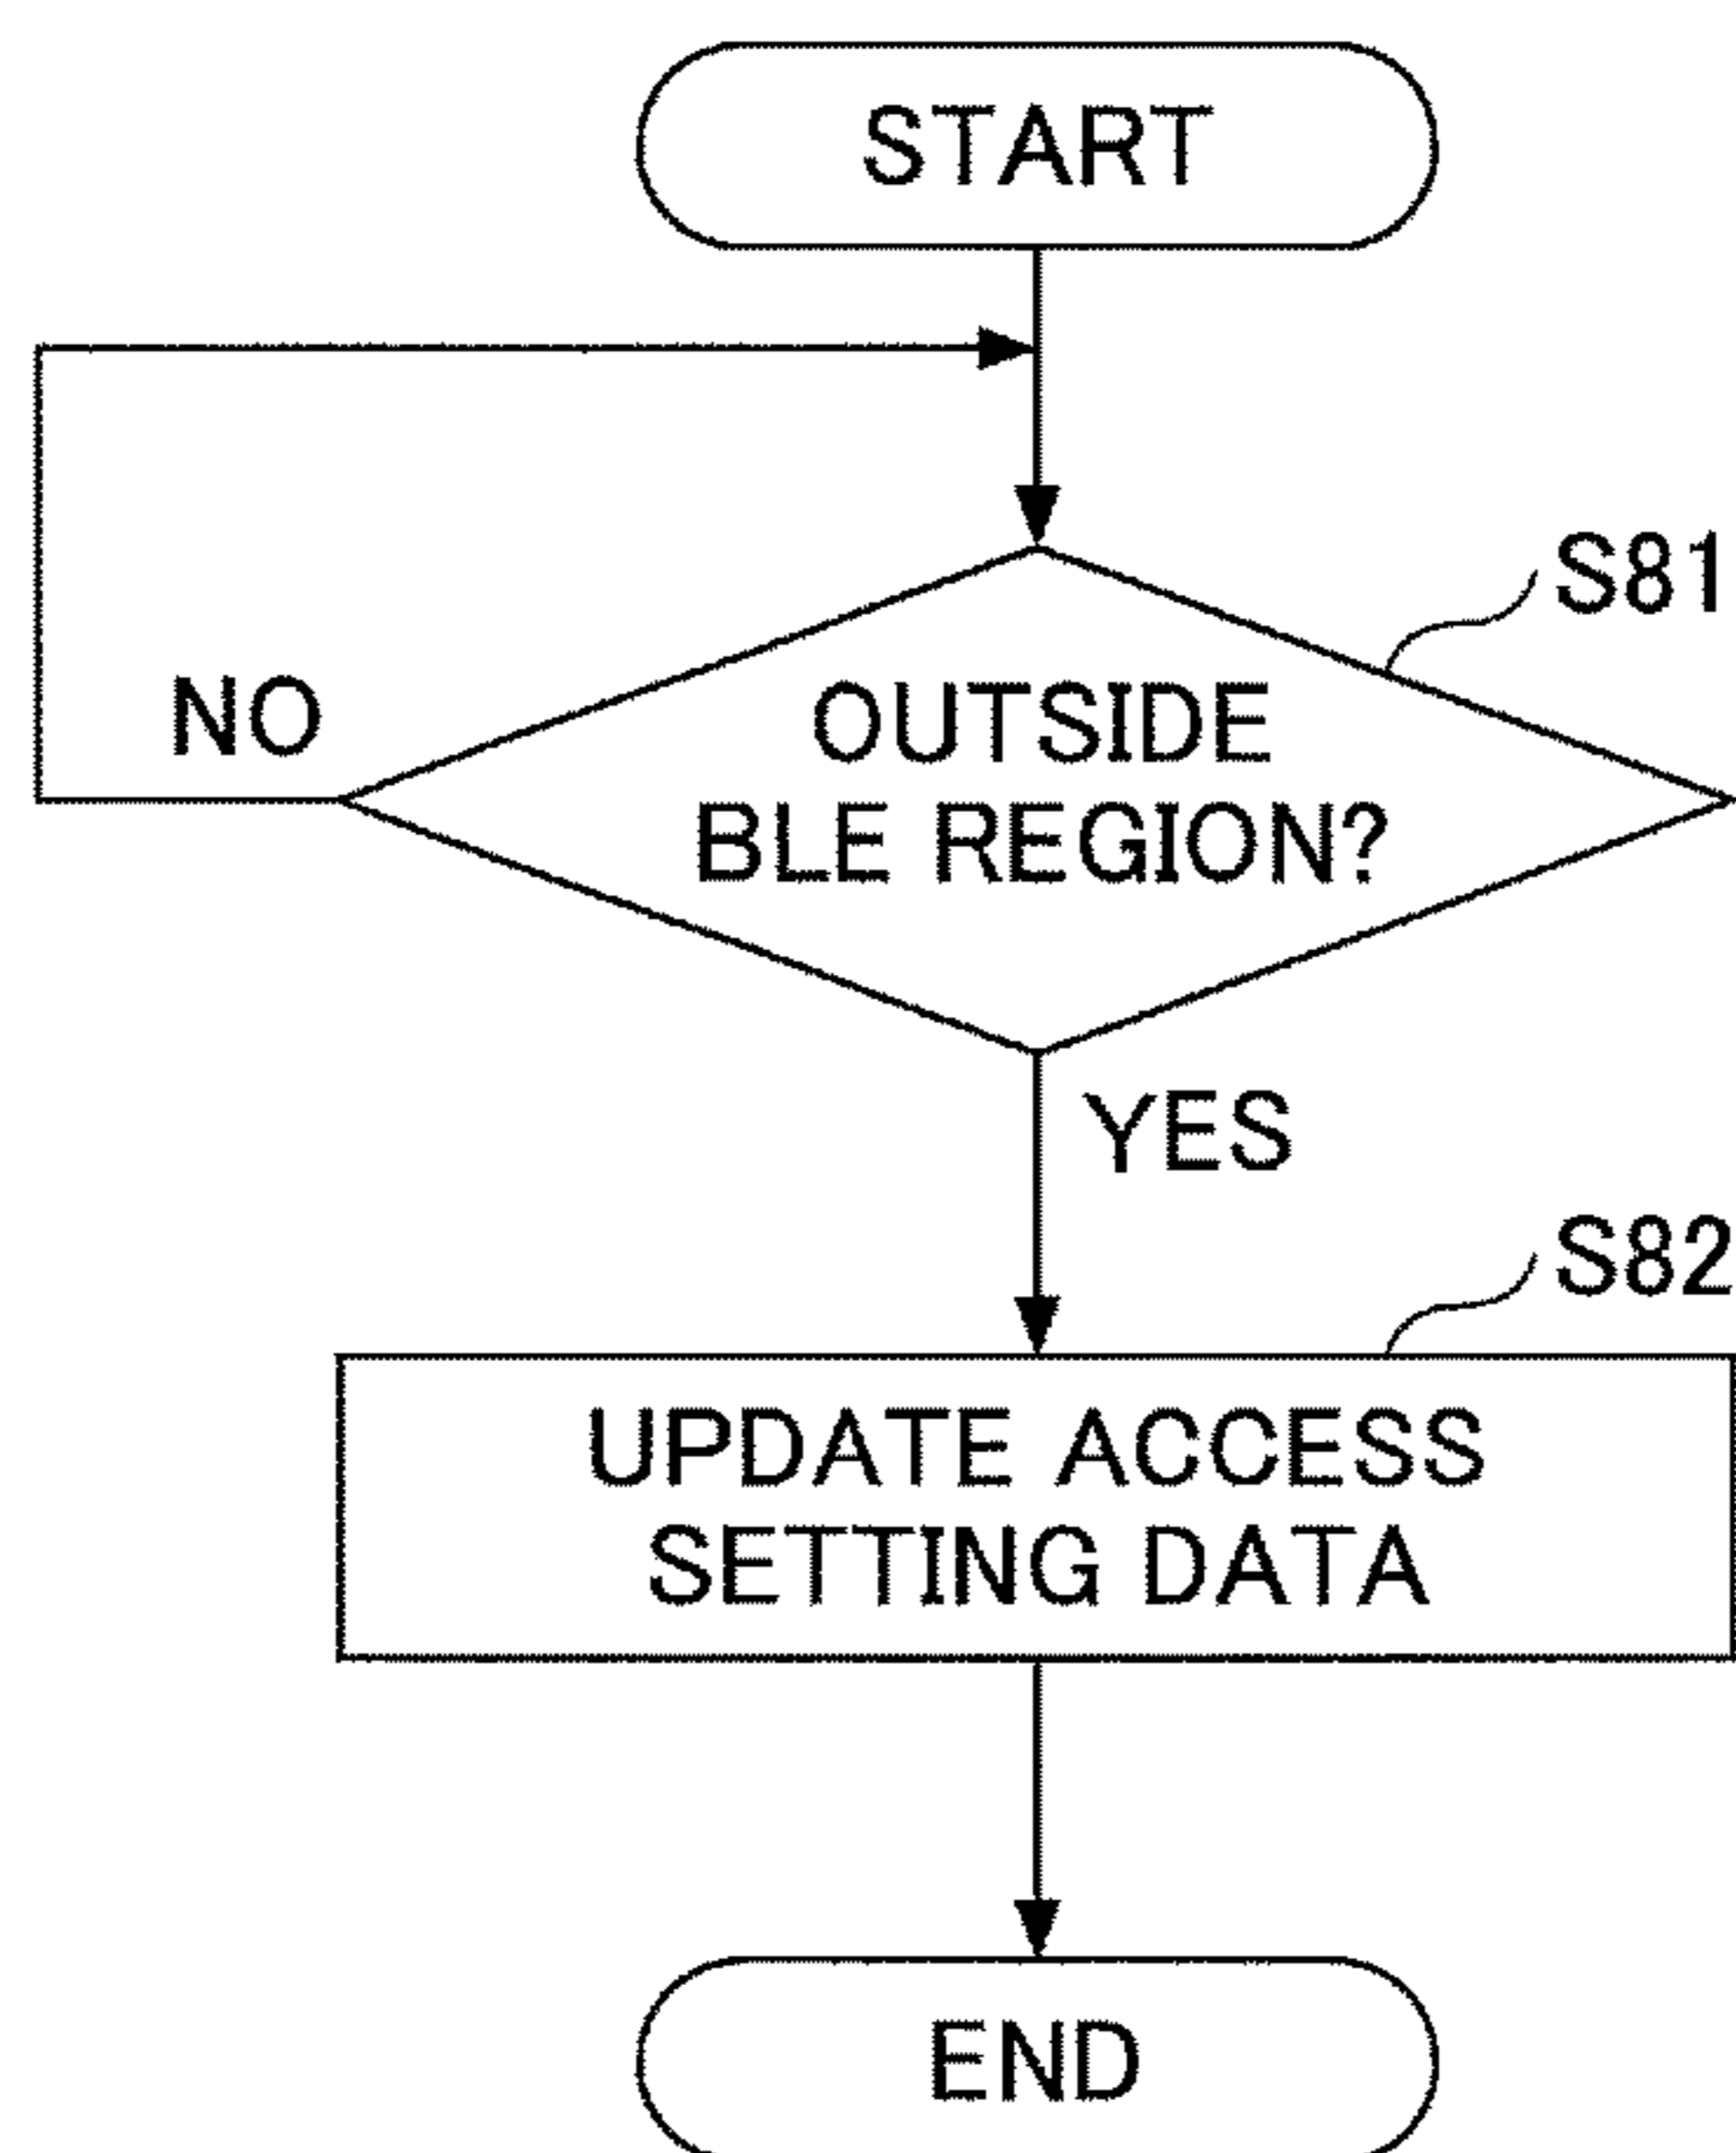 START
S81
NO
OUTSIDE
BLE REGION?
YES
S82
UPDATE ACCESS
SETTING DATA
END